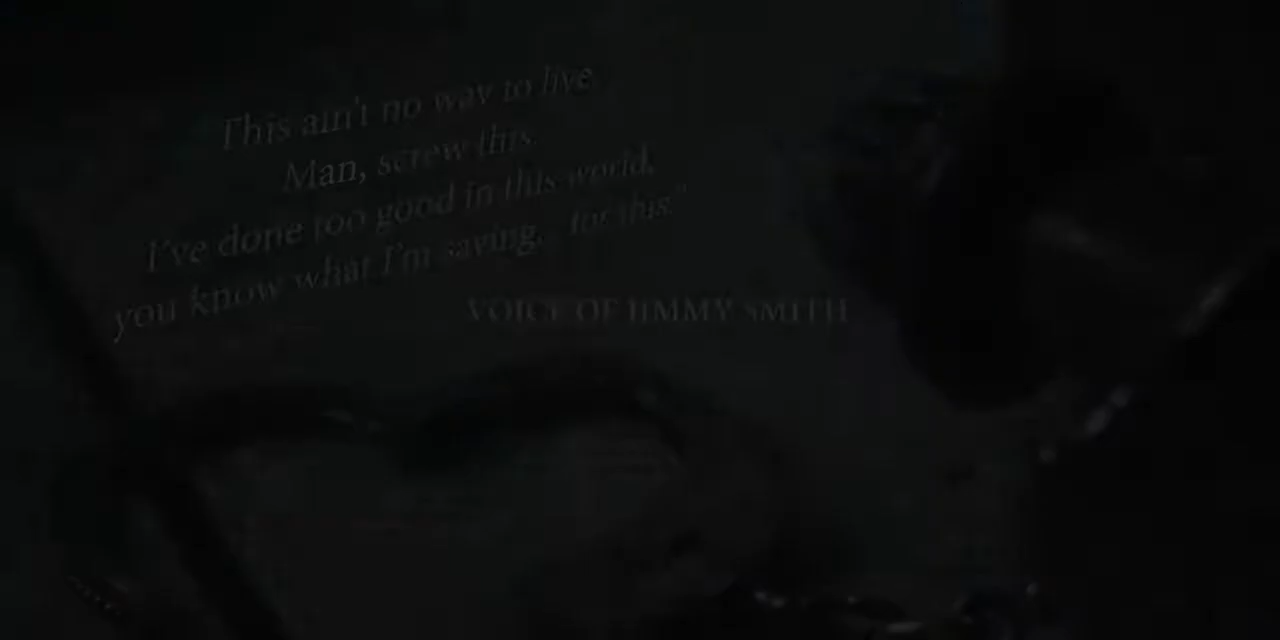 This ain't no way to live
Man, screw this.
I've done too good in this world,
you know what I'm saying... for this."
VOICE OF JIMMY SMITH